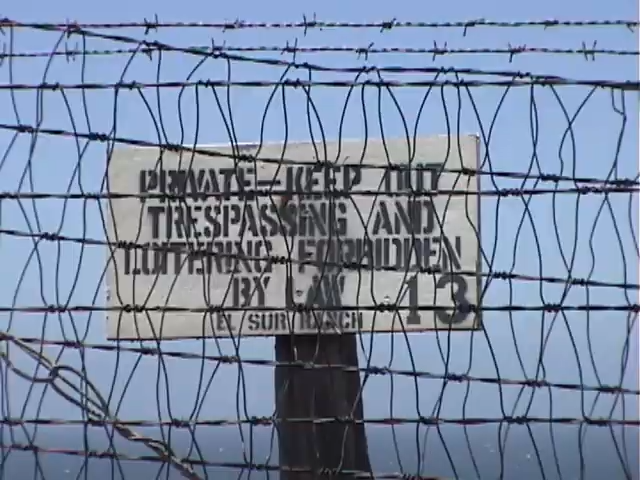 PRIVATE-KEEP OUT
TRESPASSING AND
LOITERING FORBIDDEN
BY LAW 13
EL SUR RANCH